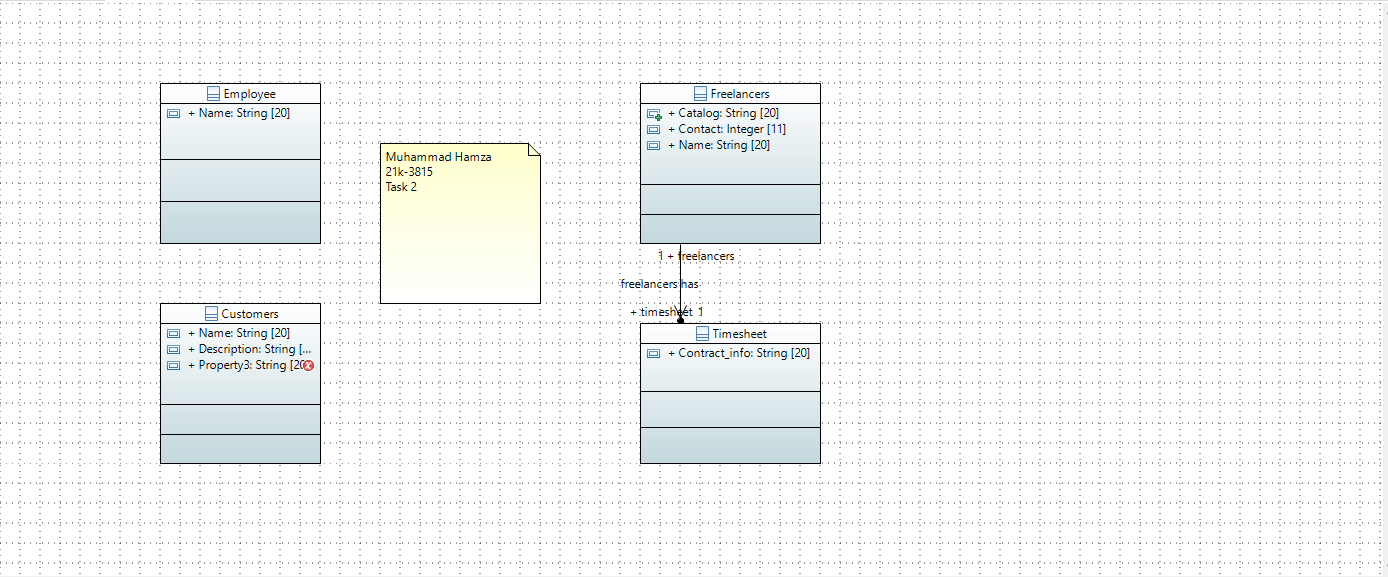 Employee
+ Name: String [20]
Freelancers
+ Catalog: String [20]
+ Contact: Integer [11]
+ Name: String [20]
Muhammad Hamza
21k-3815
Task 2
1 + freelancers
freelancers has
+ timesheet 1
Customers
+ Name: String [20]
+ Description: String [...
+ Property3: String [20
Timesheet
+ Contract_info: String [20]